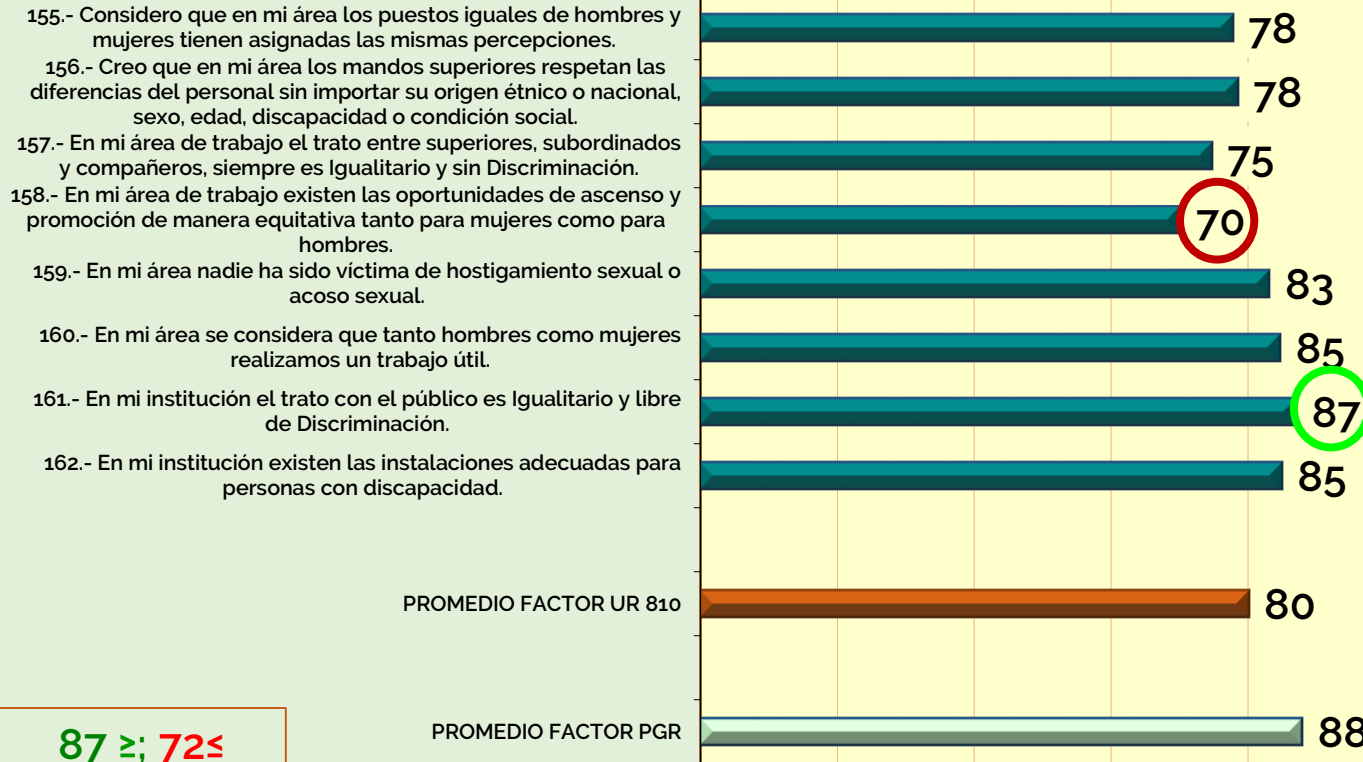 155.- Considero que en mi área los puestos iguales de hombres y
mujeres tienen asignadas las mismas percepciones.
78
156.- Creo que en mi área los mandos superiores respetan las
diferencias del personal sin importar su origen étnico o nacional,
sexo, edad, discapacidad o condición social.
78
157.- En mi área de trabajo el trato entre superiores, subordinados
y compañeros, siempre es Igualitario y sin Discriminación.
75
158.- En mi área de trabajo existen las oportunidades de ascenso y
promoción de manera equitativa tanto para mujeres como para
hombres.
70
159.- En mi área nadie ha sido víctima de hostigamiento sexual o
acoso sexual.
83
160.- En mi área se considera que tanto hombres como mujeres
realizamos un trabajo útil.
85
161.- En mi institución el trato con el público es Igualitario y libre
de Discriminación.
87
162.- En mi institución existen las instalaciones adecuadas para
personas con discapacidad.
85
PROMEDIO FACTOR UR 810
80
PROMEDIO FACTOR PGR
88
87 ≥; 72≤